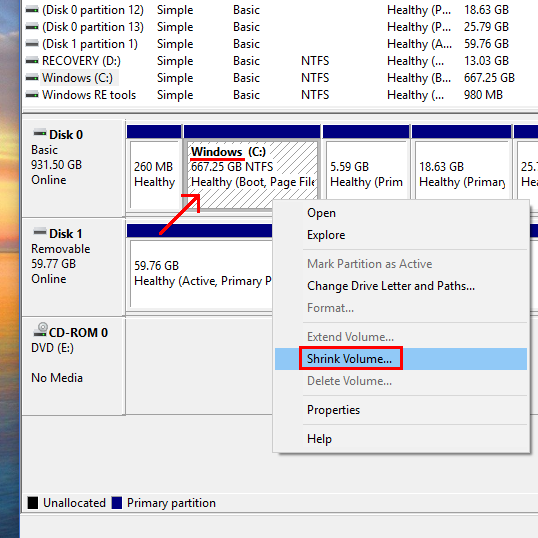 (Disk 0 partition 12) Simple Basic Healthy (P... 18.63 GB
(Disk 0 partition 13) Simple Basic Healthy (P... 25.79 GB
(Disk 1 partition 1) Simple Basic Healthy (A... 59.76 GB
RECOVERY (D:) Simple Basic NTFS Healthy (P... 13.03 GB
Windows (C:) Simple Basic NTFS Healthy (B... 667.25 GB
Windows RE tools Simple Basic NTFS Healthy (... 980 MB
Disk 0
Basic
931.50 GB
Online
260 MB
Healthy
Windows (C:)
667.25 GB NTFS
Healthy (Boot, Page File
5.59 GB
Healthy (Prim
18.63 GB
Healthy (Primary
25.7
Healthy
Disk 1
Removable
59.77 GB
Online
59.76 GB
Healthy (Active, Primary P
CD-ROM 0
DVD (E:)
No Media
Open
Explore
Mark Partition as Active
Change Drive Letter and Paths...
Format...
Extend Volume...
Shrink Volume...
Delete Volume...
Properties
Help
Unallocated Primary partition